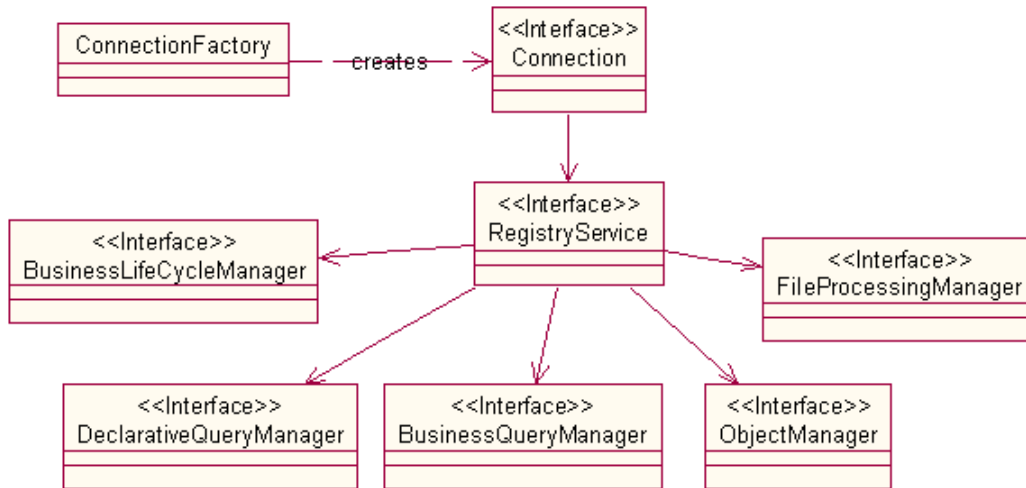 ConnectionFactory
creates
<<Interface>>
Connection
<<Interface>>
RegistryService
<<Interface>>
BusinessLifeCycleManager
<<Interface>>
FileProcessingManager
<<Interface>>
DeclarativeQueryManager
<<Interface>>
BusinessQueryManager
<<Interface>>
ObjectManager